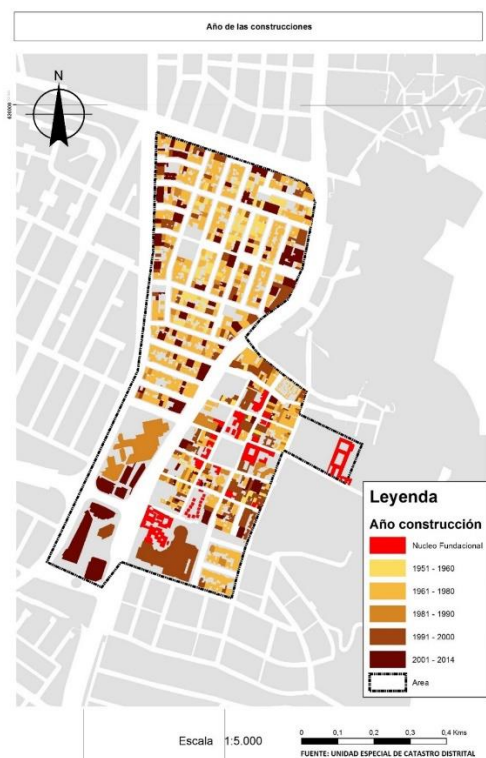 Año de las construcciones
N
Leyenda
Año construcción
Nucleo Fundacional
1951 - 1960
1961 - 1980
1981 - 1990
1991 - 2000
2001 - 2014
Area
Escala 1:5.000
0 0,1 0,2 0,3 0,4 Kms
FUENTE: UNIDAD ESPECIAL DE CATASTRO DISTRITAL